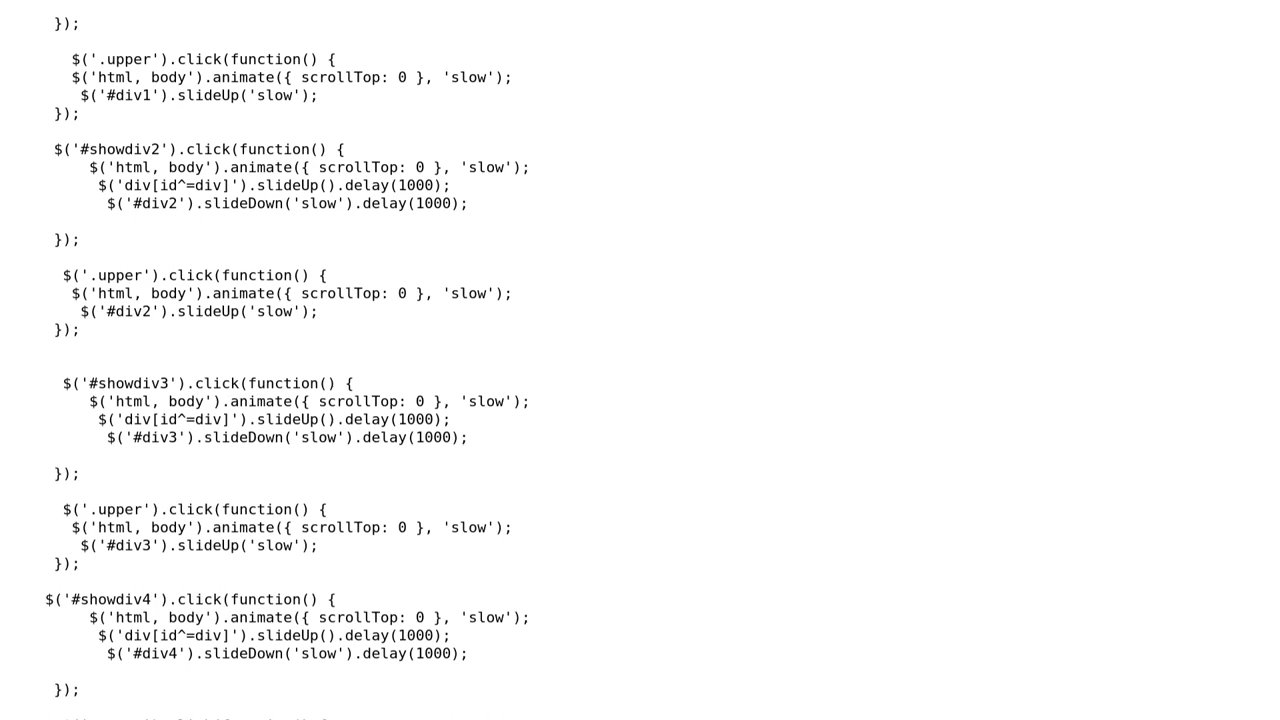 });
$('.upper').click(function() {
$('html, body').animate({ scrollTop: 0 }, 'slow');
$('#div1').slideUp('slow');
});
$('#showdiv2').click(function() {
$('html, body').animate({ scrollTop: 0 }, 'slow');
$('div[id^=div]').slideUp().delay(1000);
$('#div2').slideDown('slow').delay(1000);
});
$('.upper').click(function() {
$('html, body').animate({ scrollTop: 0 }, 'slow');
$('#div2').slideUp('slow');
});
$('#showdiv3').click(function() {
$('html, body').animate({ scrollTop: 0 }, 'slow');
$('div[id^=div]').slideUp().delay(1000);
$('#div3').slideDown('slow').delay(1000);
});
$('.upper').click(function() {
$('html, body').animate({ scrollTop: 0 }, 'slow');
$('#div3').slideUp('slow');
});
$('#showdiv4').click(function() {
$('html, body').animate({ scrollTop: 0 }, 'slow');
$('div[id^=div]').slideUp().delay(1000);
$('#div4').slideDown('slow').delay(1000);
});